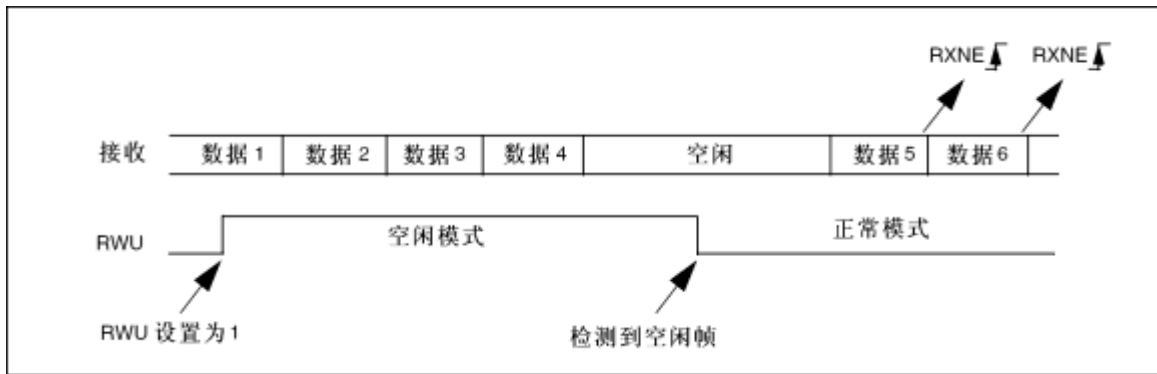 RXNE RXNE
接收 数据 1 数据 2 数据 3 数据 4 空闲 数据 5 数据 6
RWU 空闲模式 正常模式
RWU 设置为 1 检测到空闲帧